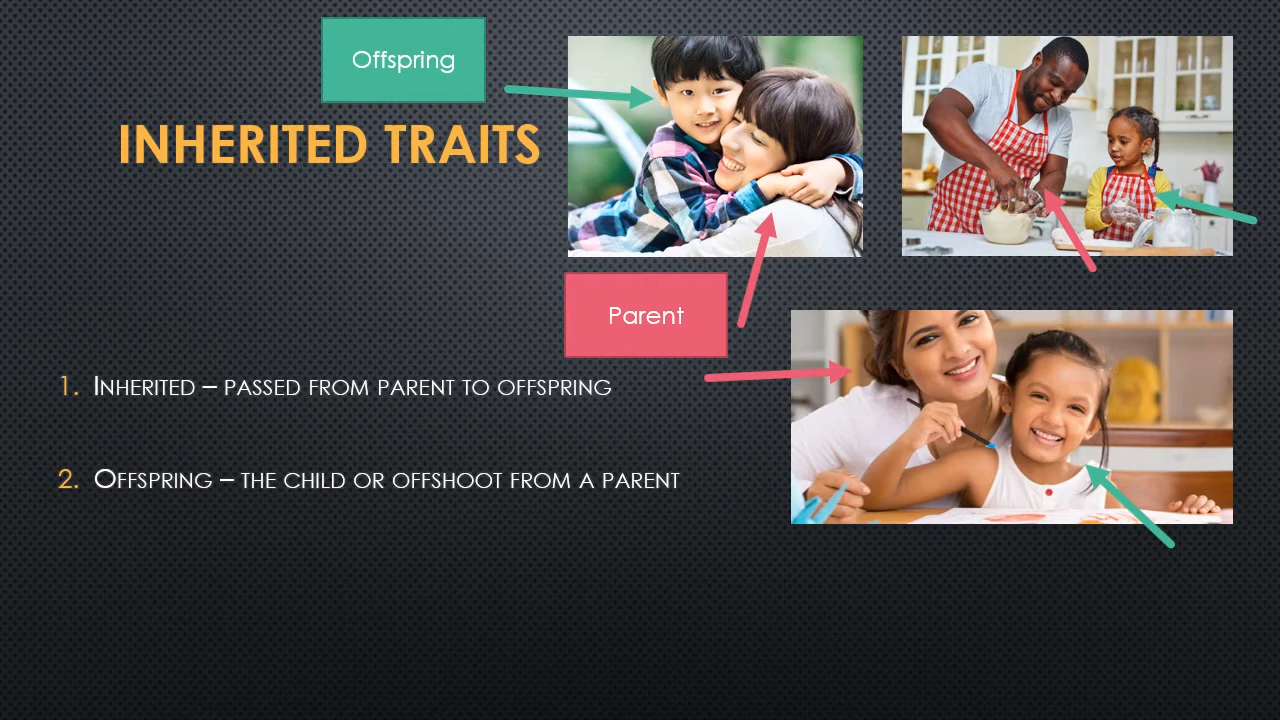 Offspring
INHERITED TRAITS
Parent
1. INHERITED – PASSED FROM PARENT TO OFFSPRING
2. OFFSPRING – THE CHILD OR OFFSHOOT FROM A PARENT